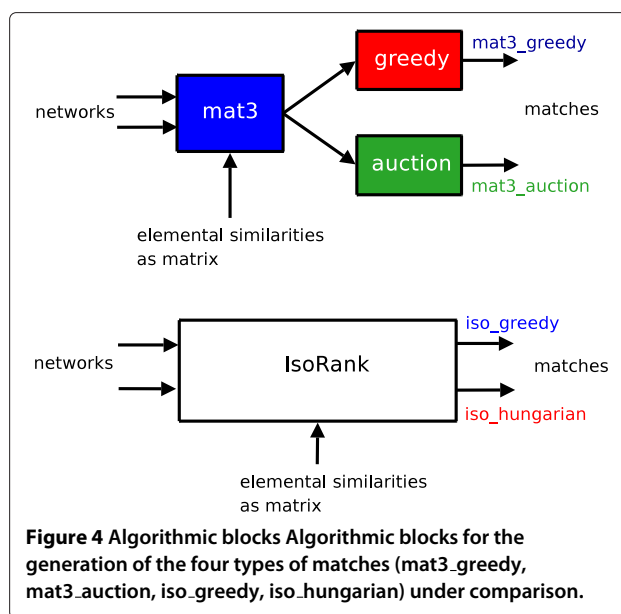 greedy
mat3_greedy
networks
mat3
matches
auction
mat3_auction
elemental similarities
as matrix
iso_greedy
networks
IsoRank
matches
iso_hungarian
elemental similarities
as matrix
Figure 4 Algorithmic blocks Algorithmic blocks for the
generation of the four types of matches (mat3_greedy,
mat3_auction, iso_greedy, iso_hungarian) under comparison.